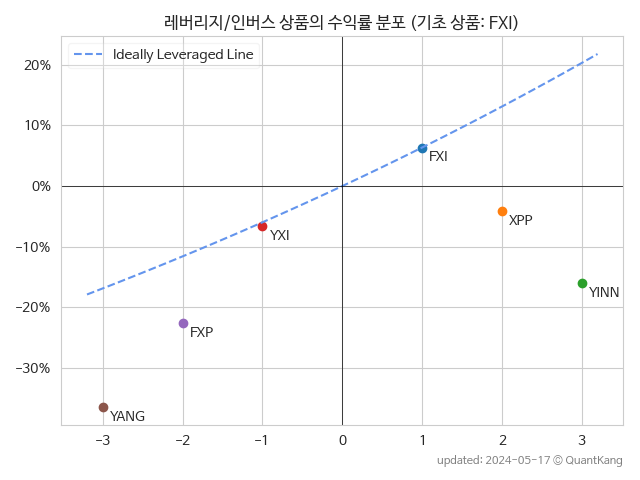 레버리지/인버스 상품의 수익률 분포 (기초 상품: FXI)
Ideally Leveraged Line
20%
10%
0%
−10%
−20%
−30%
FXI
XPP
YXI
YINN
FXP
YANG
−3 −2 −1 0 1 2 3
updated: 2024-05-17 © QuantKang